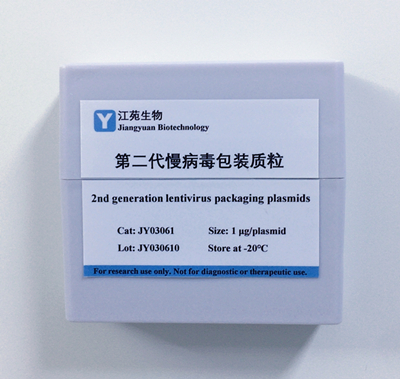 Y 江苑生物
Jiangyuan Biotechnology
第二代慢病毒包装质粒
2nd generation lentivirus packaging plasmids
Cat: JY03061 Size: 1 μg/plasmid
Lot: JY030610 Store at -20℃
For research use only. Not for diagnostic or therapeutic use.